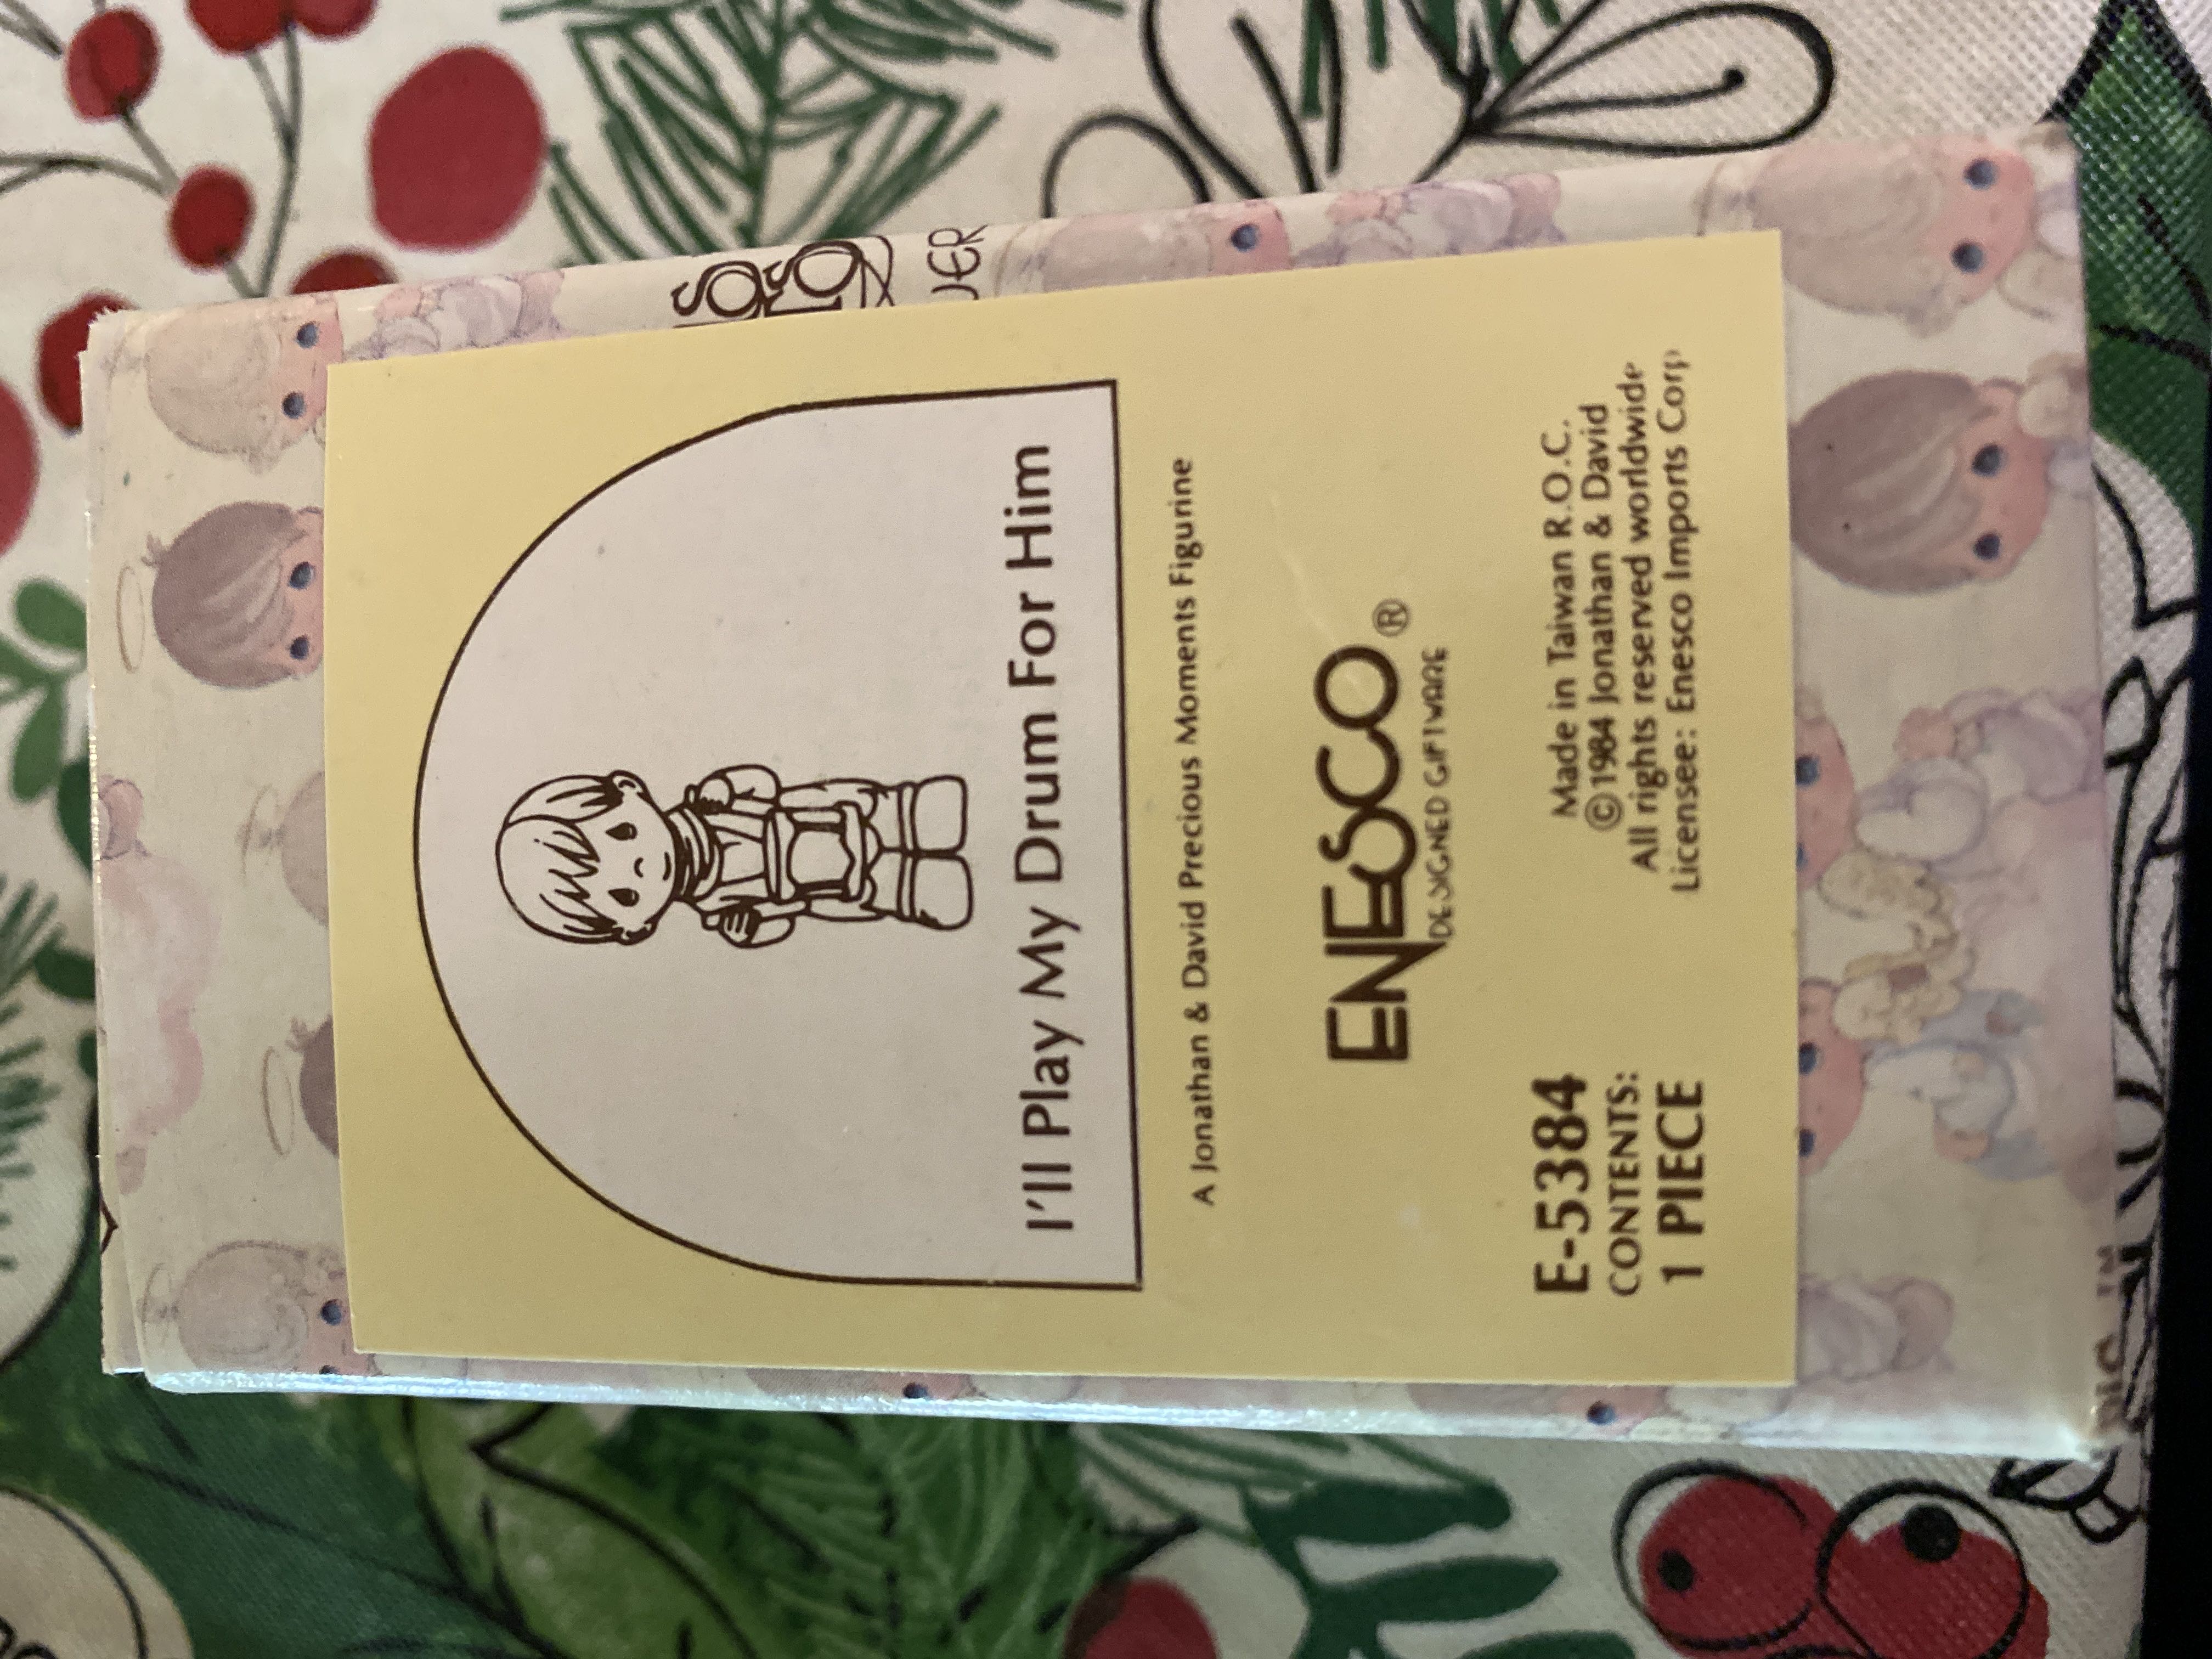 I'll Play My Drum For Him
A Jonathan & David Precious Moments Figurine
ENESCO®
DESIGNED GIFTWARE
E-5384
CONTENTS:
1 PIECE
Made in Taiwan R.O.C.
©1984 Jonathan & David
All rights reserved worldwide
Licensee: Enesco Imports Corp